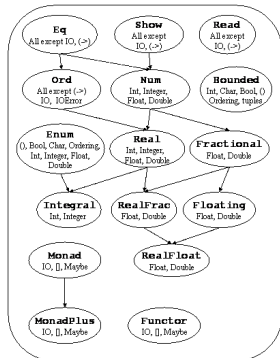 Eq
All except IO, (->)
Show
All except
IO, (->)
Read
All except
IO, (->)
Ord
All except (->)
IO, IOError
Num
Int, Integer,
Float, Double
Bounded
Int, Char, Bool, ()
Ordering, tuples
Enum
(), Bool, Char, Ordering,
Int, Integer, Float,
Double
Real
Int, Integer,
Float, Double
Fractional
Float, Double
Integral
Int, Integer
RealFrac
Float, Double
Floating
Float, Double
Monad
IO, [], Maybe
RealFloat
Float, Double
MonadPlus
IO, [], Maybe
Functor
IO, [], Maybe